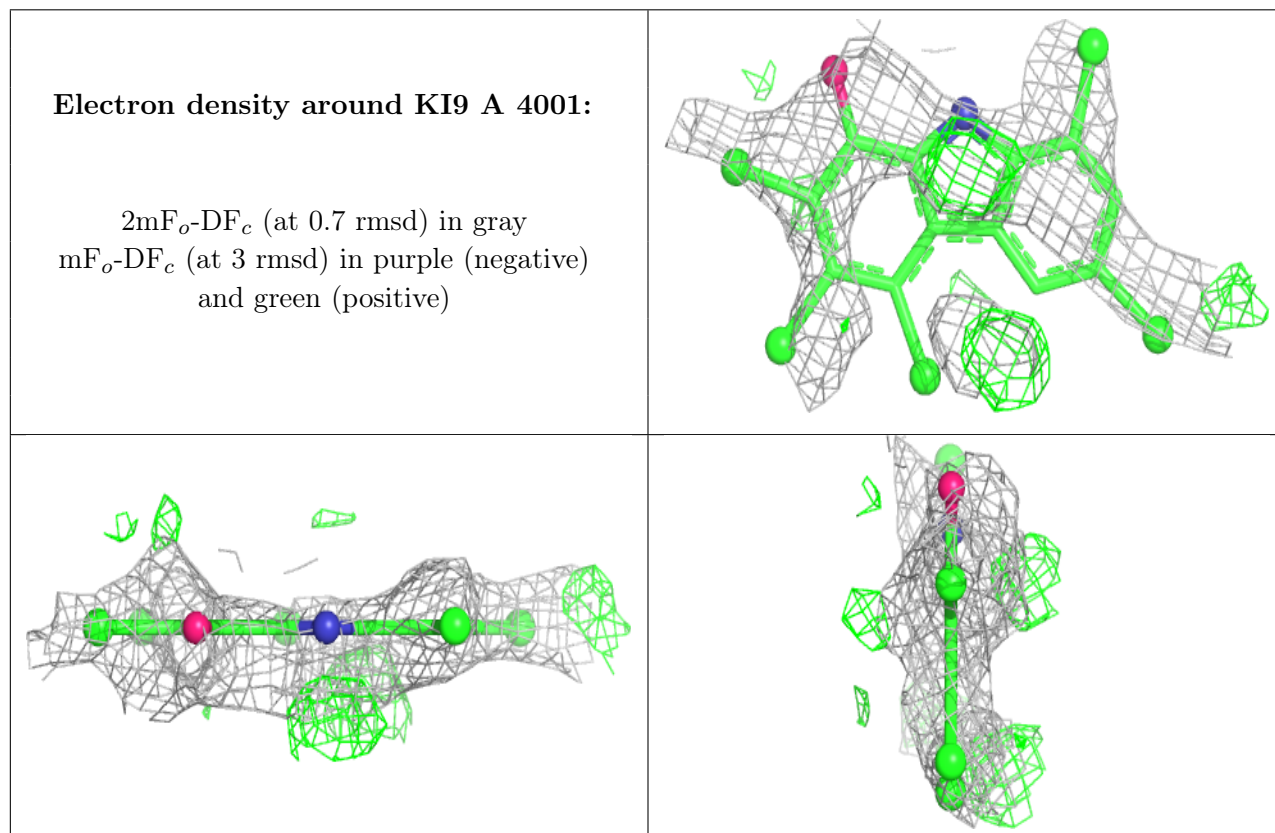 Electron density around KI9 A 4001:
2mFₒ-DF𝒸 (at 0.7 rmsd) in gray
mFₒ-DF𝒸 (at 3 rmsd) in purple (negative)
and green (positive)